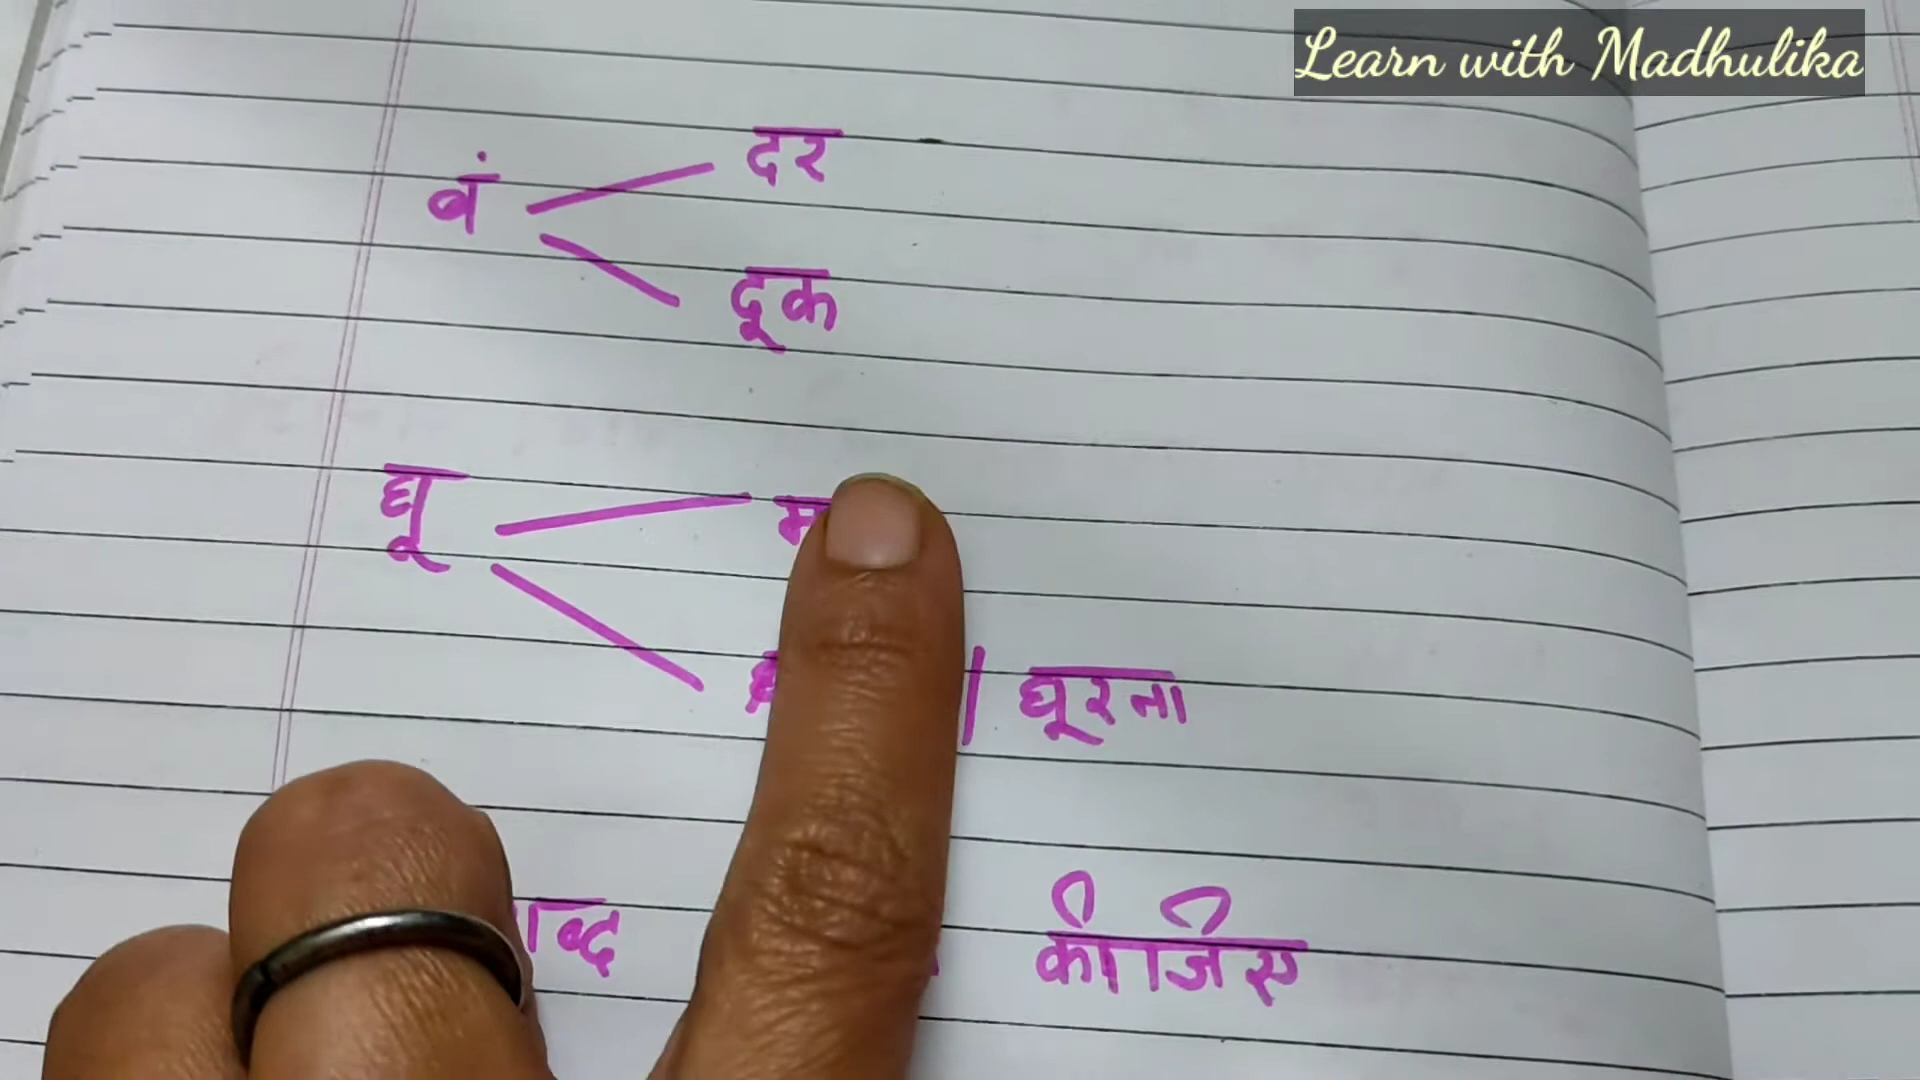 Learn with Madhulika
दर
बं
दूक
घू
| घूरना
कीजिए